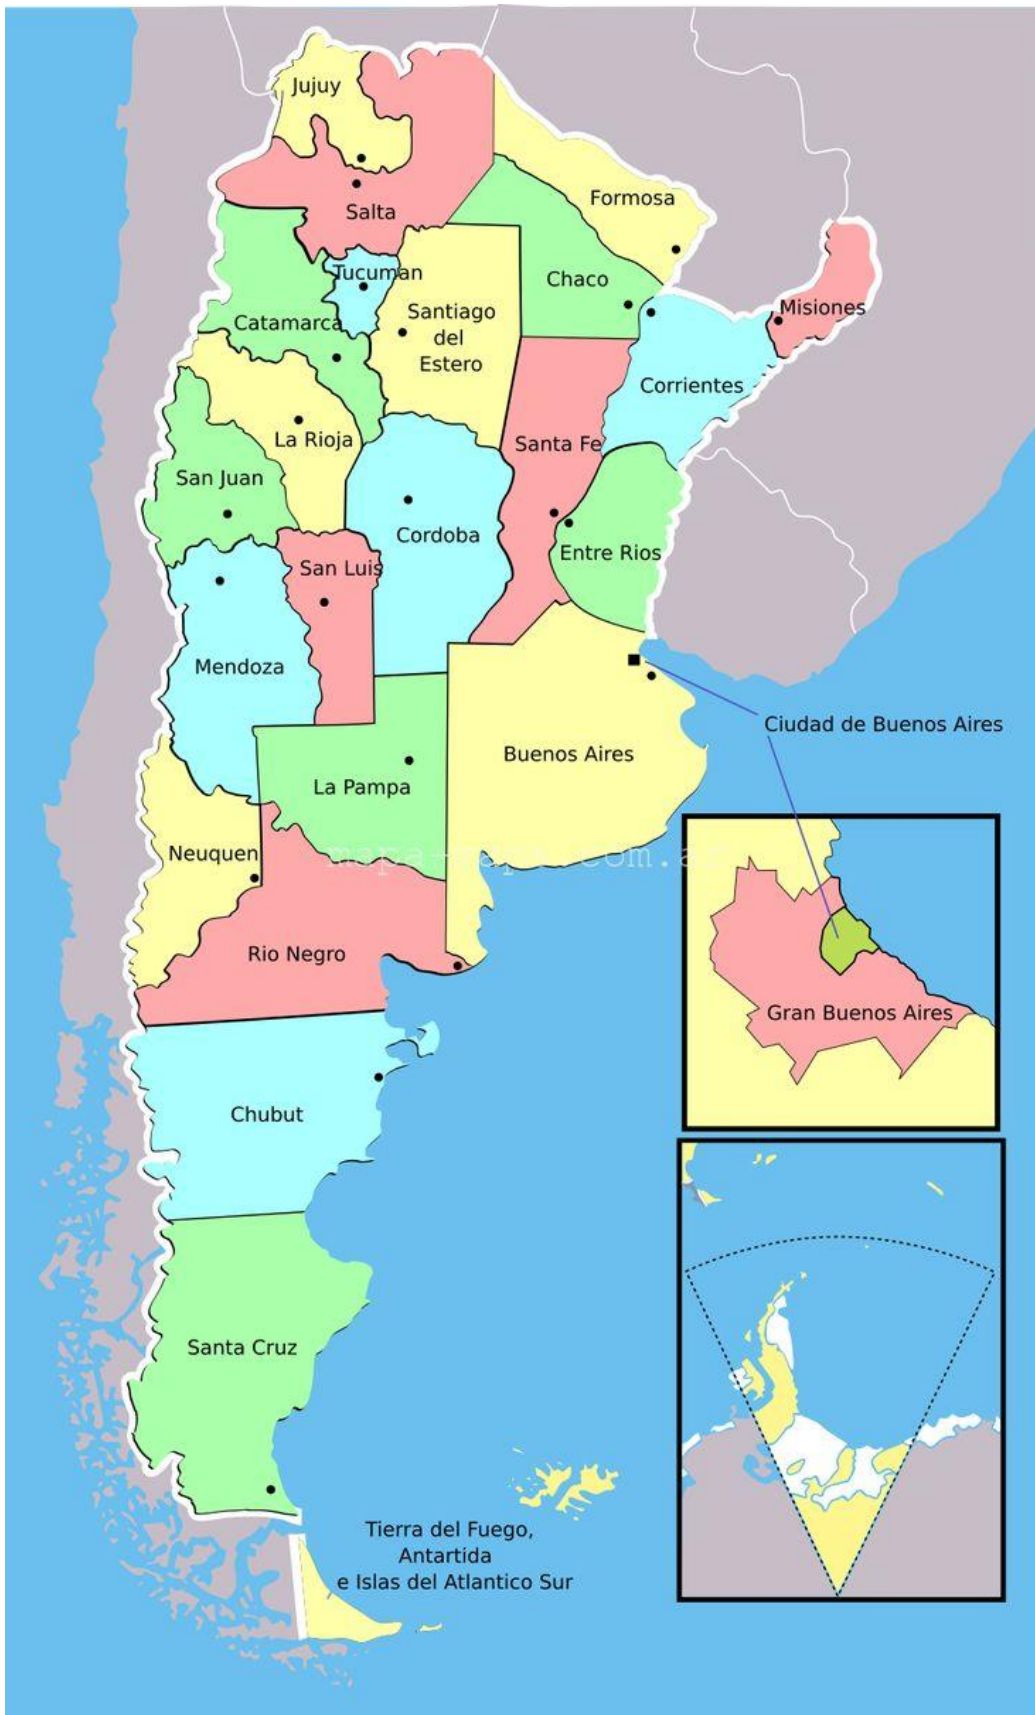 Jujuy
Salta
Formosa
Tucuman
Chaco
Misiones
Catamarca
Santiago
del
Estero
Corrientes
La Rioja
Santa Fe
San Juan
Cordoba
Entre Rios
San Luis
Mendoza
Ciudad de Buenos Aires
Buenos Aires
La Pampa
Neuquen
Rio Negro
Gran Buenos Aires
Chubut
Santa Cruz
Tierra del Fuego,
Antartida
e Islas del Atlantico Sur